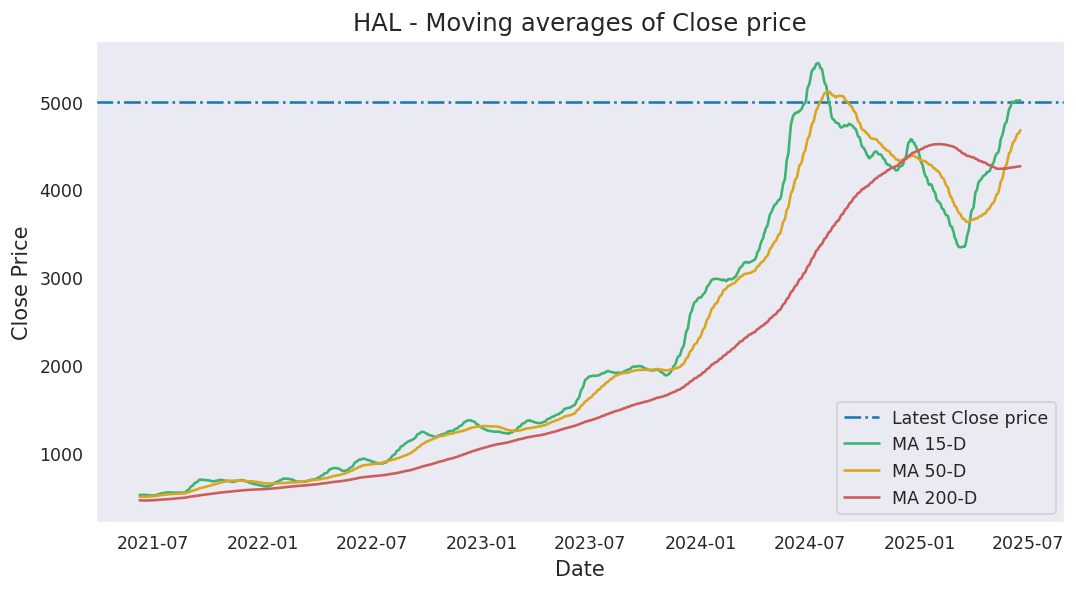 HAL - Moving averages of Close price
Close Price
5000
4000
3000
2000
1000
Latest Close price
MA 15-D
MA 50-D
MA 200-D
2021-07 2022-01 2022-07 2023-01 2023-07 2024-01 2024-07 2025-01 2025-07
Date